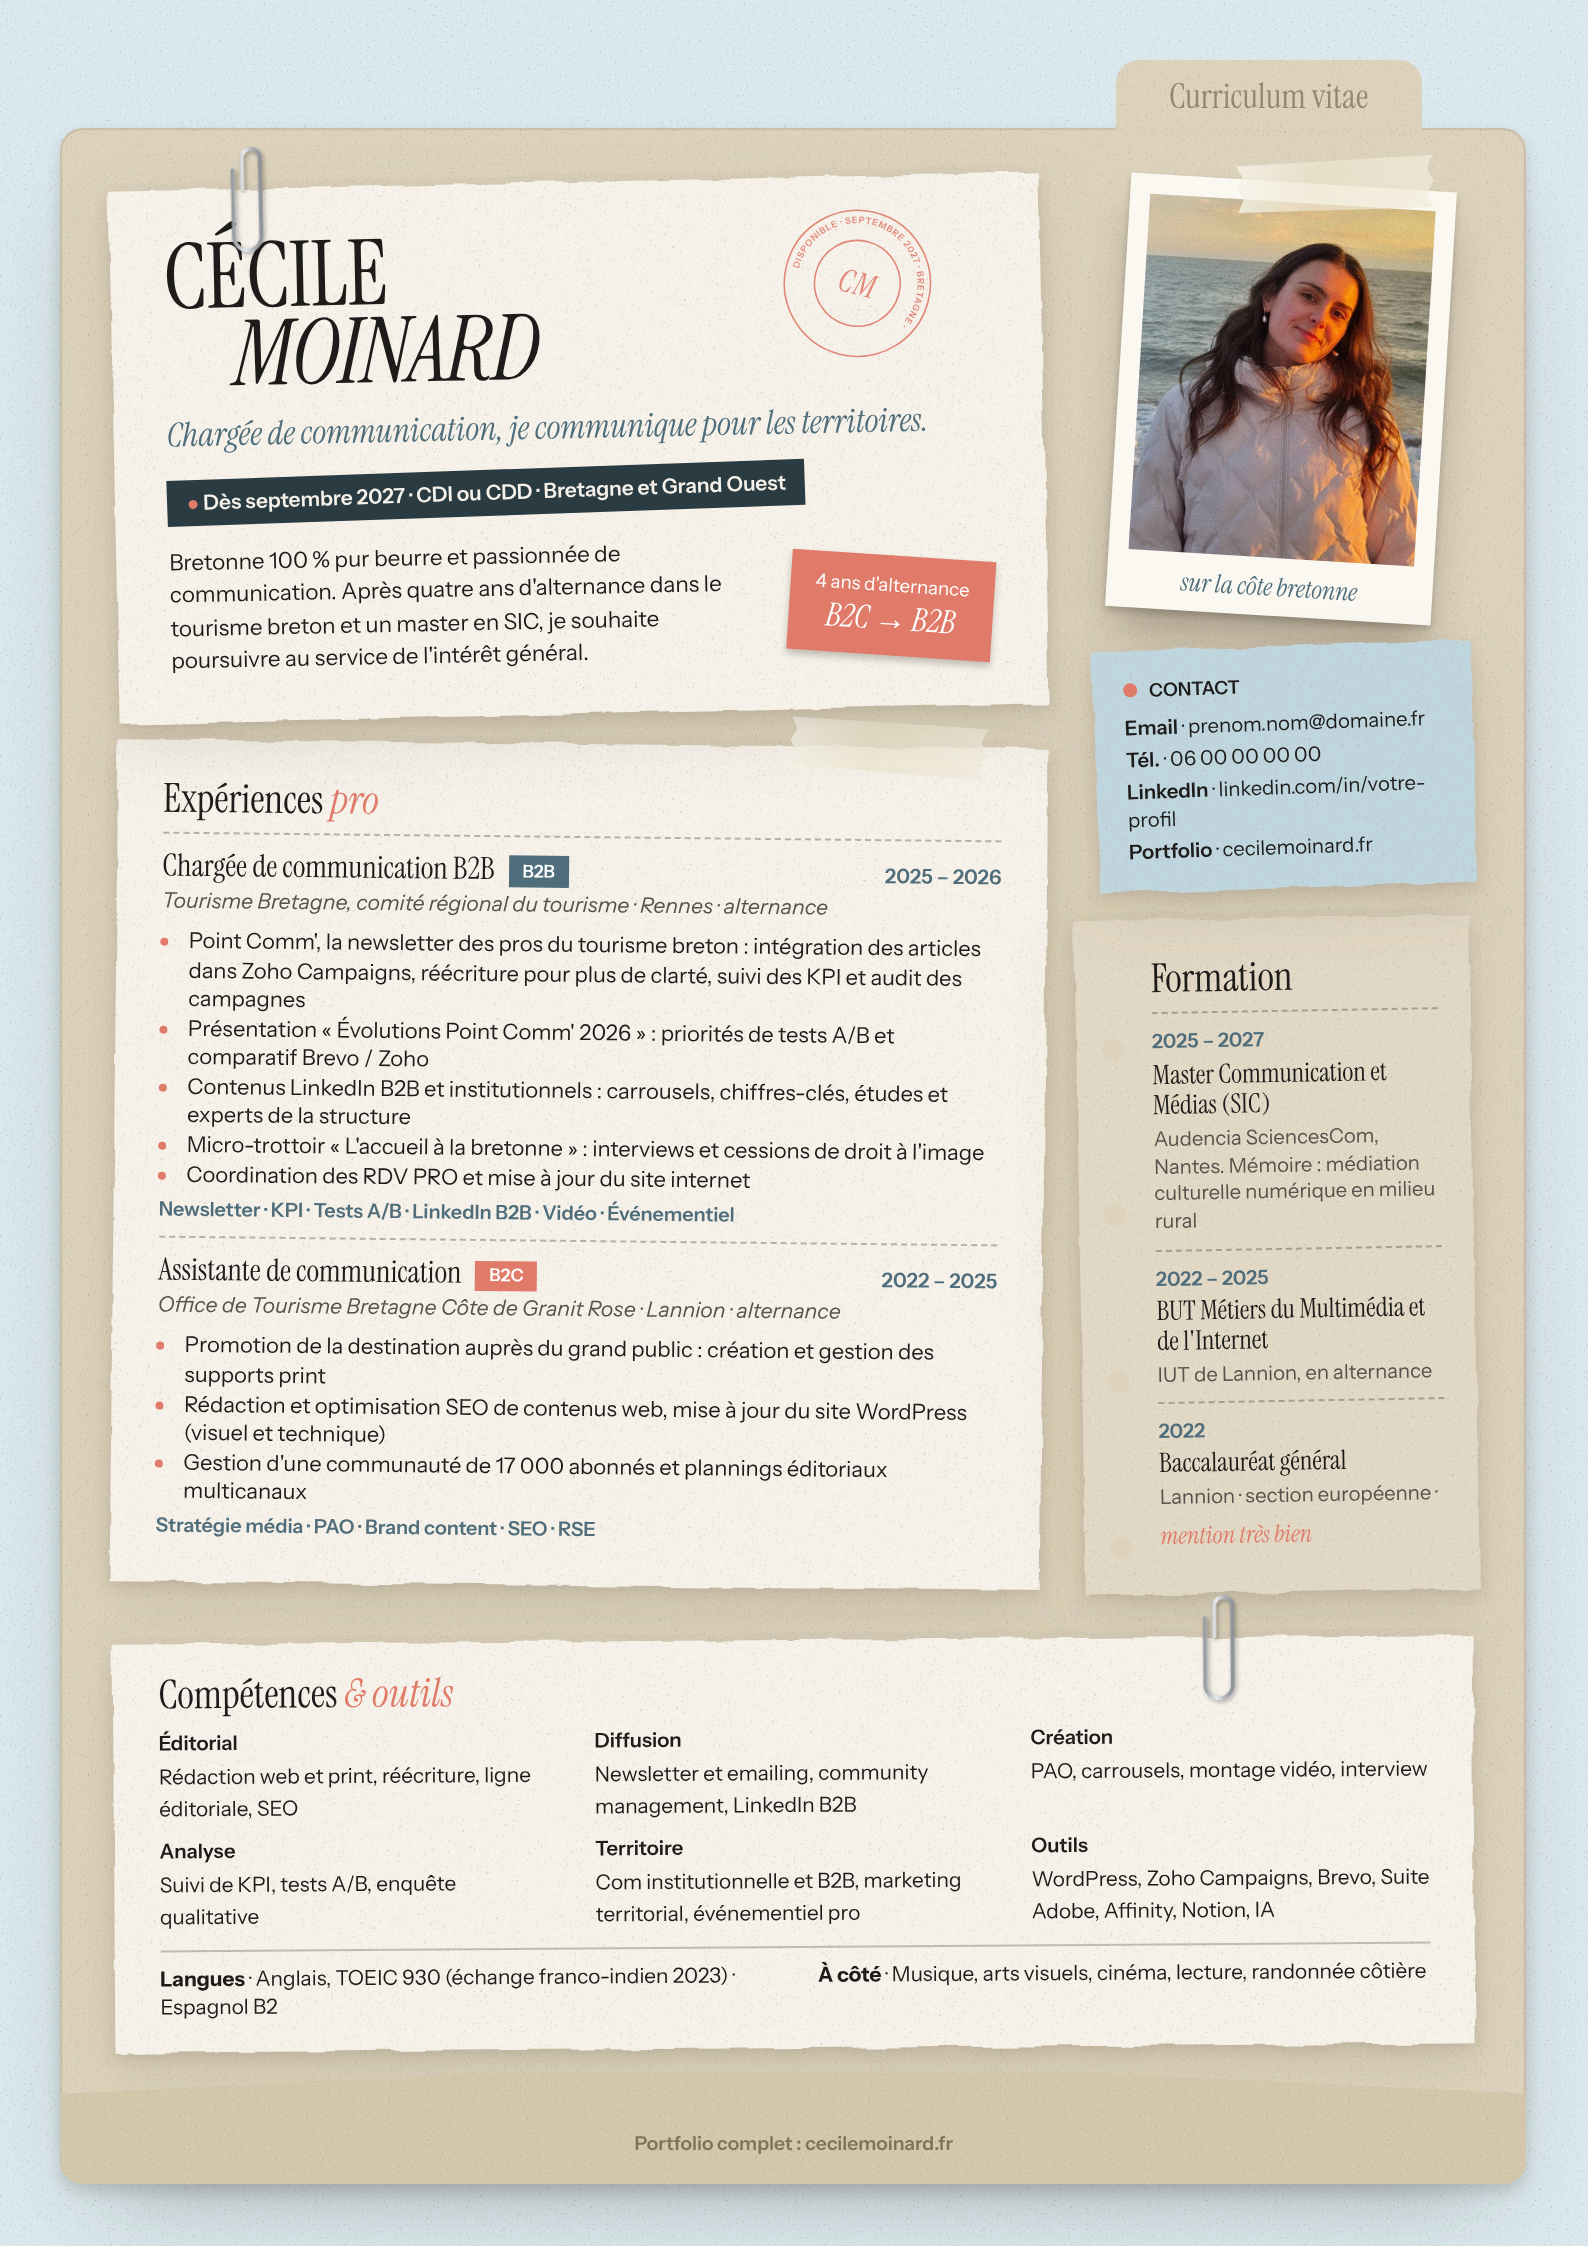 Curriculum vitae
CÉCILE
MOINARD
DISPONIBLE · SEPTEMBRE 2027 · BRETAGNE ·
CM
Chargée de communication, je communique pour les territoires.
Dès septembre 2027 · CDI ou CDD · Bretagne et Grand Ouest
Bretonne 100 % pur beurre et passionnée de
communication. Après quatre ans d'alternance dans le
tourisme breton et un master en SIC, je souhaite
poursuivre au service de l'intérêt général.
4 ans d'alternance
B2C → B2B
sur la côte bretonne
CONTACT
Email · prenom.nom@domaine.fr
Tél. · 06 00 00 00 00
LinkedIn · linkedin.com/in/votre-
profil
Portfolio · cecilemoinard.fr
Expériences pro
Chargée de communication B2B B2B 2025 – 2026
Tourisme Bretagne, comité régional du tourisme · Rennes · alternance
• Point Comm', la newsletter des pros du tourisme breton : intégration des articles
dans Zoho Campaigns, réécriture pour plus de clarté, suivi des KPI et audit des
campagnes
• Présentation « Évolutions Point Comm' 2026 » : priorités de tests A/B et
comparatif Brevo / Zoho
• Contenus LinkedIn B2B et institutionnels : carrousels, chiffres-clés, études et
experts de la structure
• Micro-trottoir « L'accueil à la bretonne » : interviews et cessions de droit à l'image
• Coordination des RDV PRO et mise à jour du site internet
Newsletter · KPI · Tests A/B · LinkedIn B2B · Vidéo · Événementiel
Assistante de communication B2C 2022 – 2025
Office de Tourisme Bretagne Côte de Granit Rose · Lannion · alternance
• Promotion de la destination auprès du grand public : création et gestion des
supports print
• Rédaction et optimisation SEO de contenus web, mise à jour du site WordPress
(visuel et technique)
• Gestion d'une communauté de 17 000 abonnés et plannings éditoriaux
multicanaux
Stratégie média · PAO · Brand content · SEO · RSE
Formation
2025 – 2027
Master Communication et
Médias (SIC)
Audencia SciencesCom,
Nantes. Mémoire : médiation
culturelle numérique en milieu
rural
2022 – 2025
BUT Métiers du Multimédia et
de l'Internet
IUT de Lannion, en alternance
2022
Baccalauréat général
Lannion · section européenne ·
mention très bien
Compétences & outils
Éditorial
Rédaction web et print, réécriture, ligne
éditoriale, SEO
Diffusion
Newsletter et emailing, community
management, LinkedIn B2B
Création
PAO, carrousels, montage vidéo, interview
Analyse
Suivi de KPI, tests A/B, enquête
qualitative
Territoire
Com institutionnelle et B2B, marketing
territorial, événementiel pro
Outils
WordPress, Zoho Campaigns, Brevo, Suite
Adobe, Affinity, Notion, IA
Langues · Anglais, TOEIC 930 (échange franco-indien 2023) ·
Espagnol B2
À côté · Musique, arts visuels, cinéma, lecture, randonnée côtière
Portfolio complet : cecilemoinard.fr